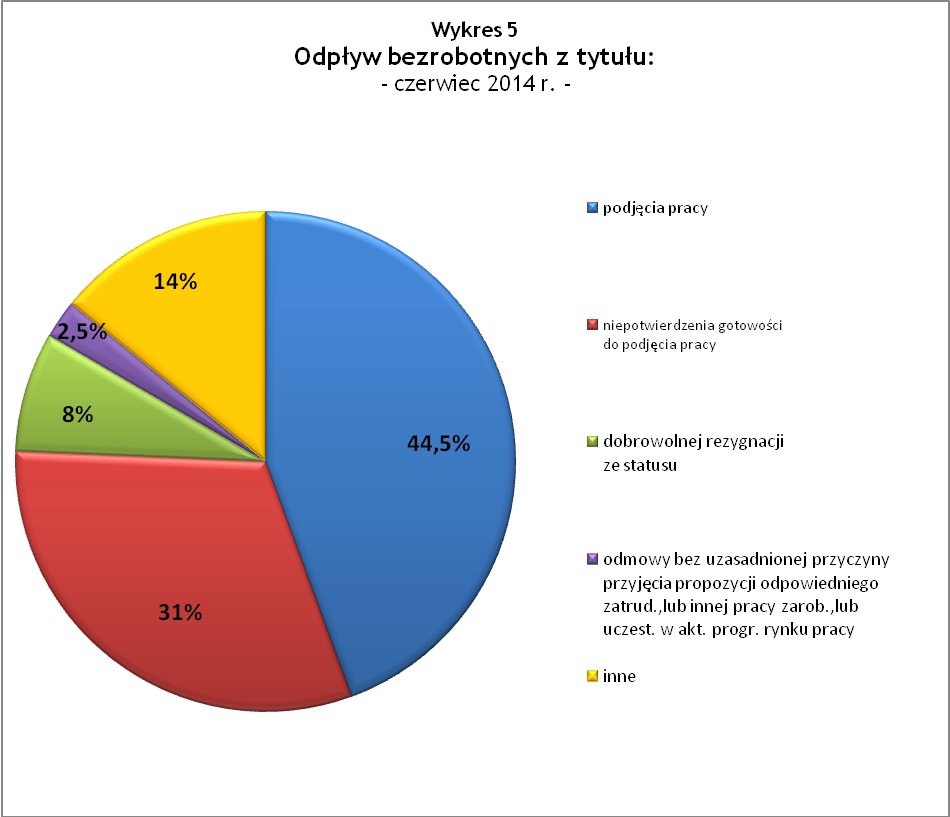 Wykres 5
Odpływ bezrobotnych z tytułu:
- czerwiec 2014 r. -
podjęcia pracy
niepotwierdzenia gotowości
do podjęcia pracy
dobrowolnej rezygnacji
ze statusu
odmowy bez uzasadnionej przyczyny
przyjęcia propozycji odpowiedniego
zatrud.,lub innej pracy zarob.,lub
uczest. w akt. progr. rynku pracy
inne
14%
2,5%
8%
44,5%
31%